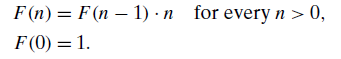 F(n) = F(n − 1) · n for every n > 0,
F(0) = 1.